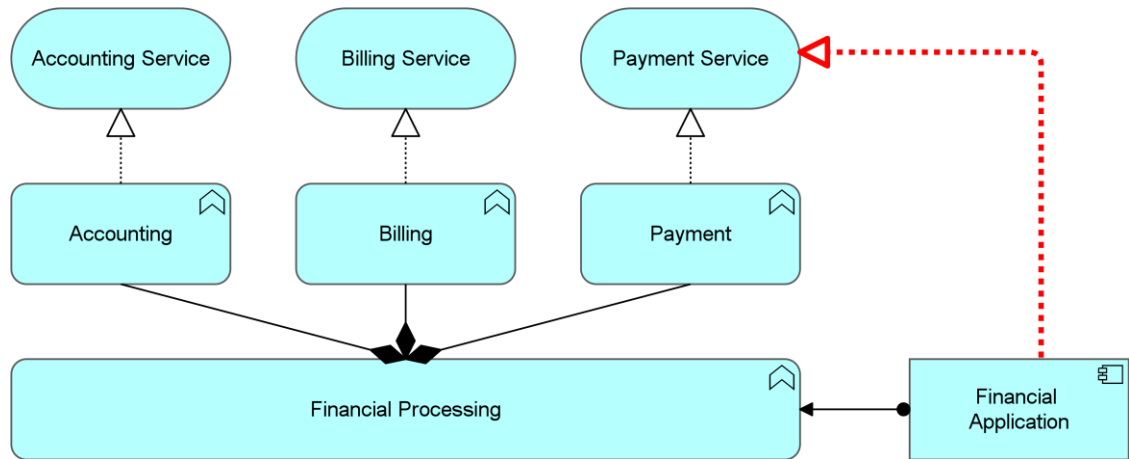 Accounting Service
Billing Service
Payment Service
Accounting
Billing
Payment
Financial Processing
Financial
Application